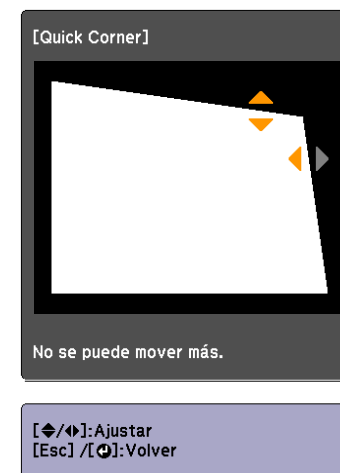 [Quick Corner]
No se puede mover más.
[◆/◀▶]:Ajustar
[Esc] /[⏎]:Volver